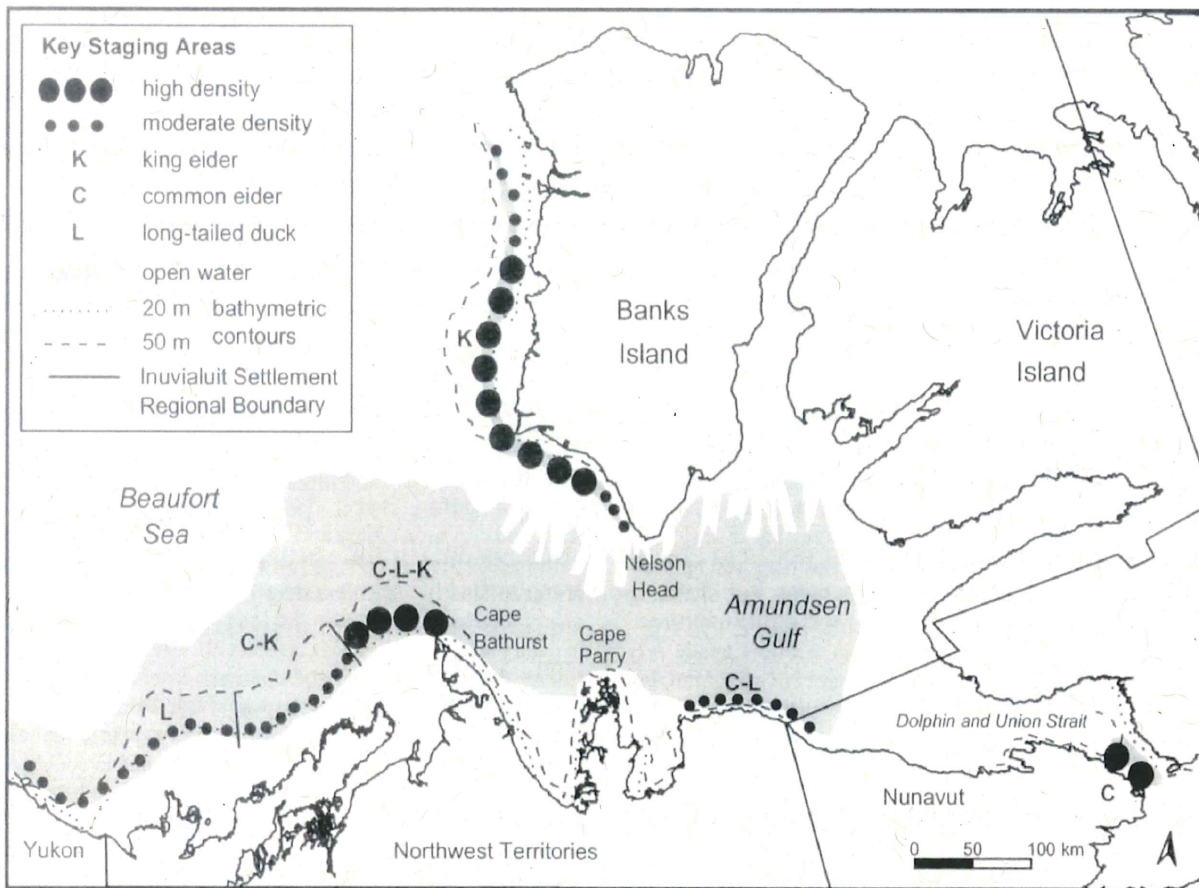 Key Staging Areas
high density
moderate density
K king eider
C common eider
L long-tailed duck
open water
20 m bathymetric
50 m contours
Inuvialuit Settlement
Regional Boundary
Banks
Island
Victoria
Island
K
Beaufort
Sea
Nelson
Head
C-L-K
Cape
Bathurst
Cape
Parry
Amundsen
Gulf
C-K
L
C-L
Dolphin and Union Strait
C
Nunavut
Yukon
Northwest Territories
0 50 100 km